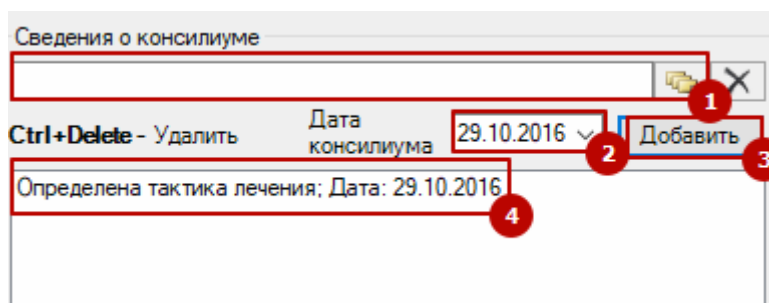 Сведения о консилиуме
1
Ctrl+Delete - Удалить
Дата
консилиума
29.10.2016
2
Добавить
3
Определена тактика лечения; Дата: 29.10.2016
4